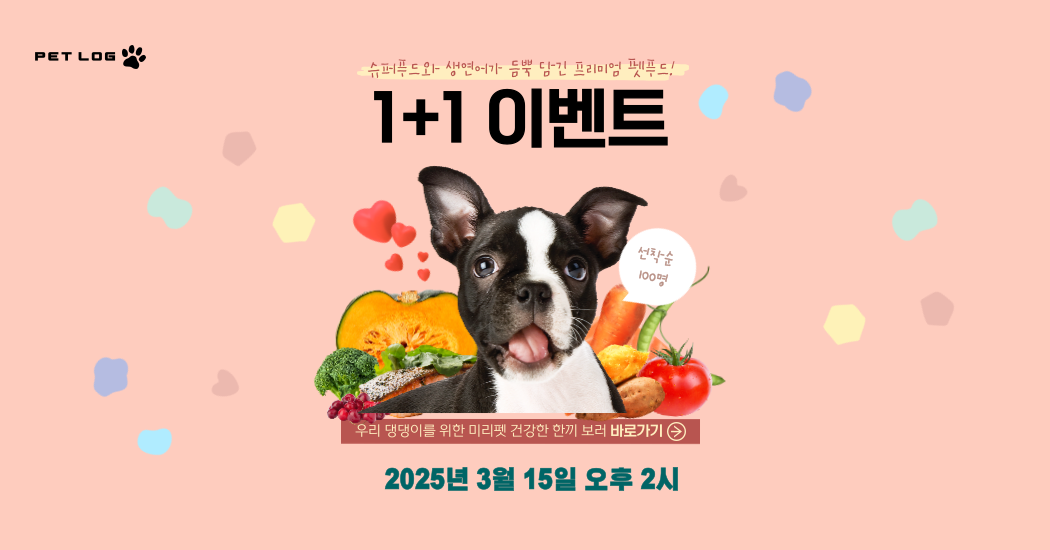 PET LOG
슈퍼푸드와 생연어가 듬뿍 담긴 프리미엄 펫푸드!
1+1 이벤트
선착순
100명
우리 댕댕이를 위한 미리펫 건강한 한끼 보러 바로가기
2025년 3월 15일 오후 2시